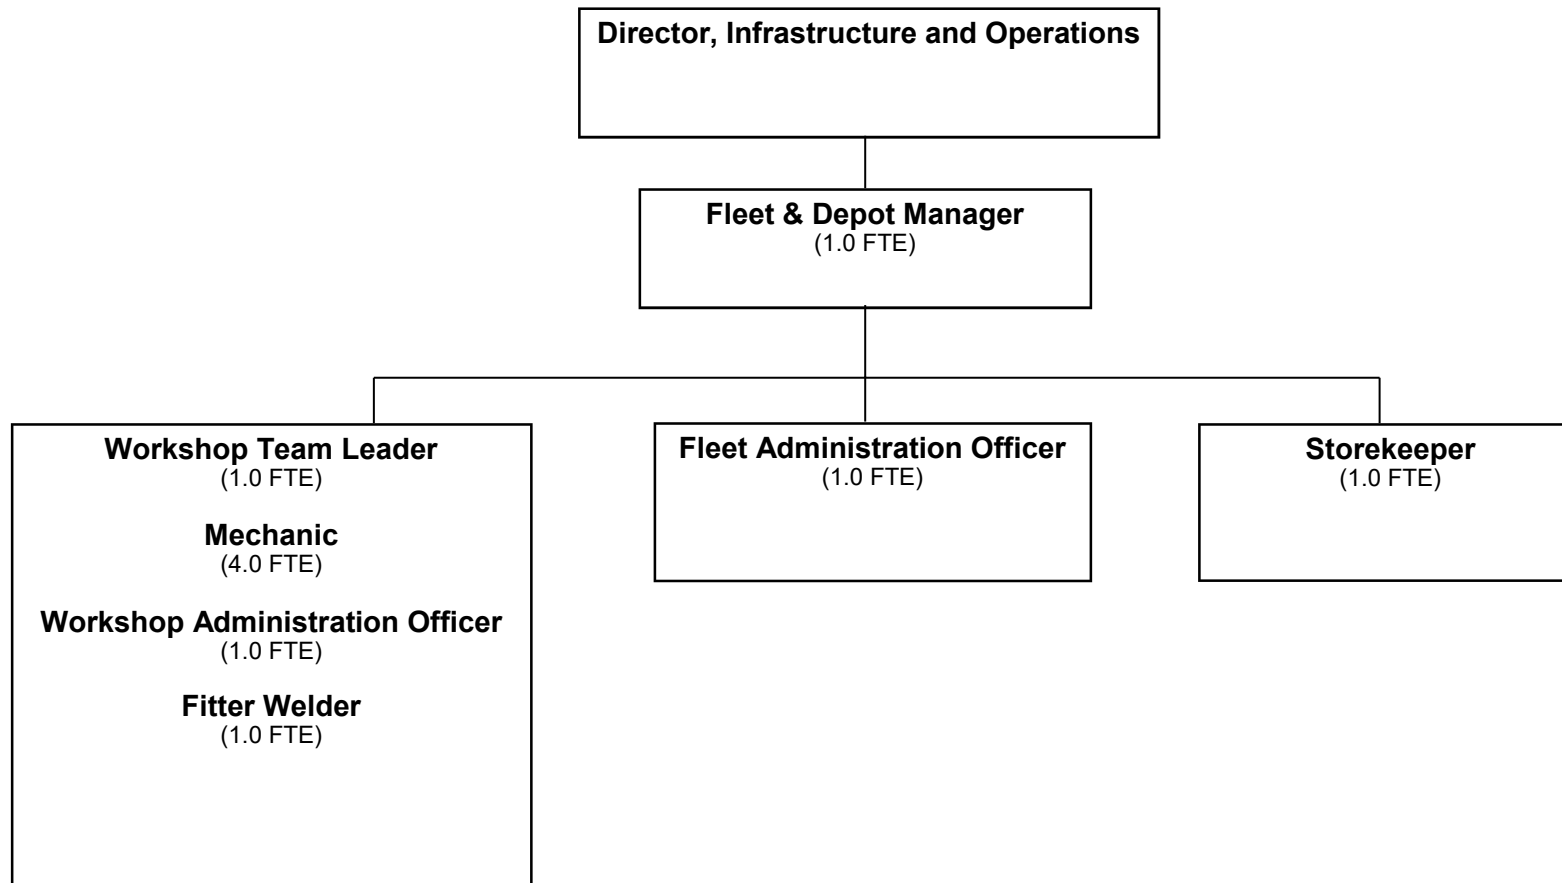 Director, Infrastructure and Operations
Fleet & Depot Manager
(1.0 FTE)
Workshop Team Leader
(1.0 FTE)
Mechanic
(4.0 FTE)
Workshop Administration Officer
(1.0 FTE)
Fitter Welder
(1.0 FTE)
Fleet Administration Officer
(1.0 FTE)
Storekeeper
(1.0 FTE)